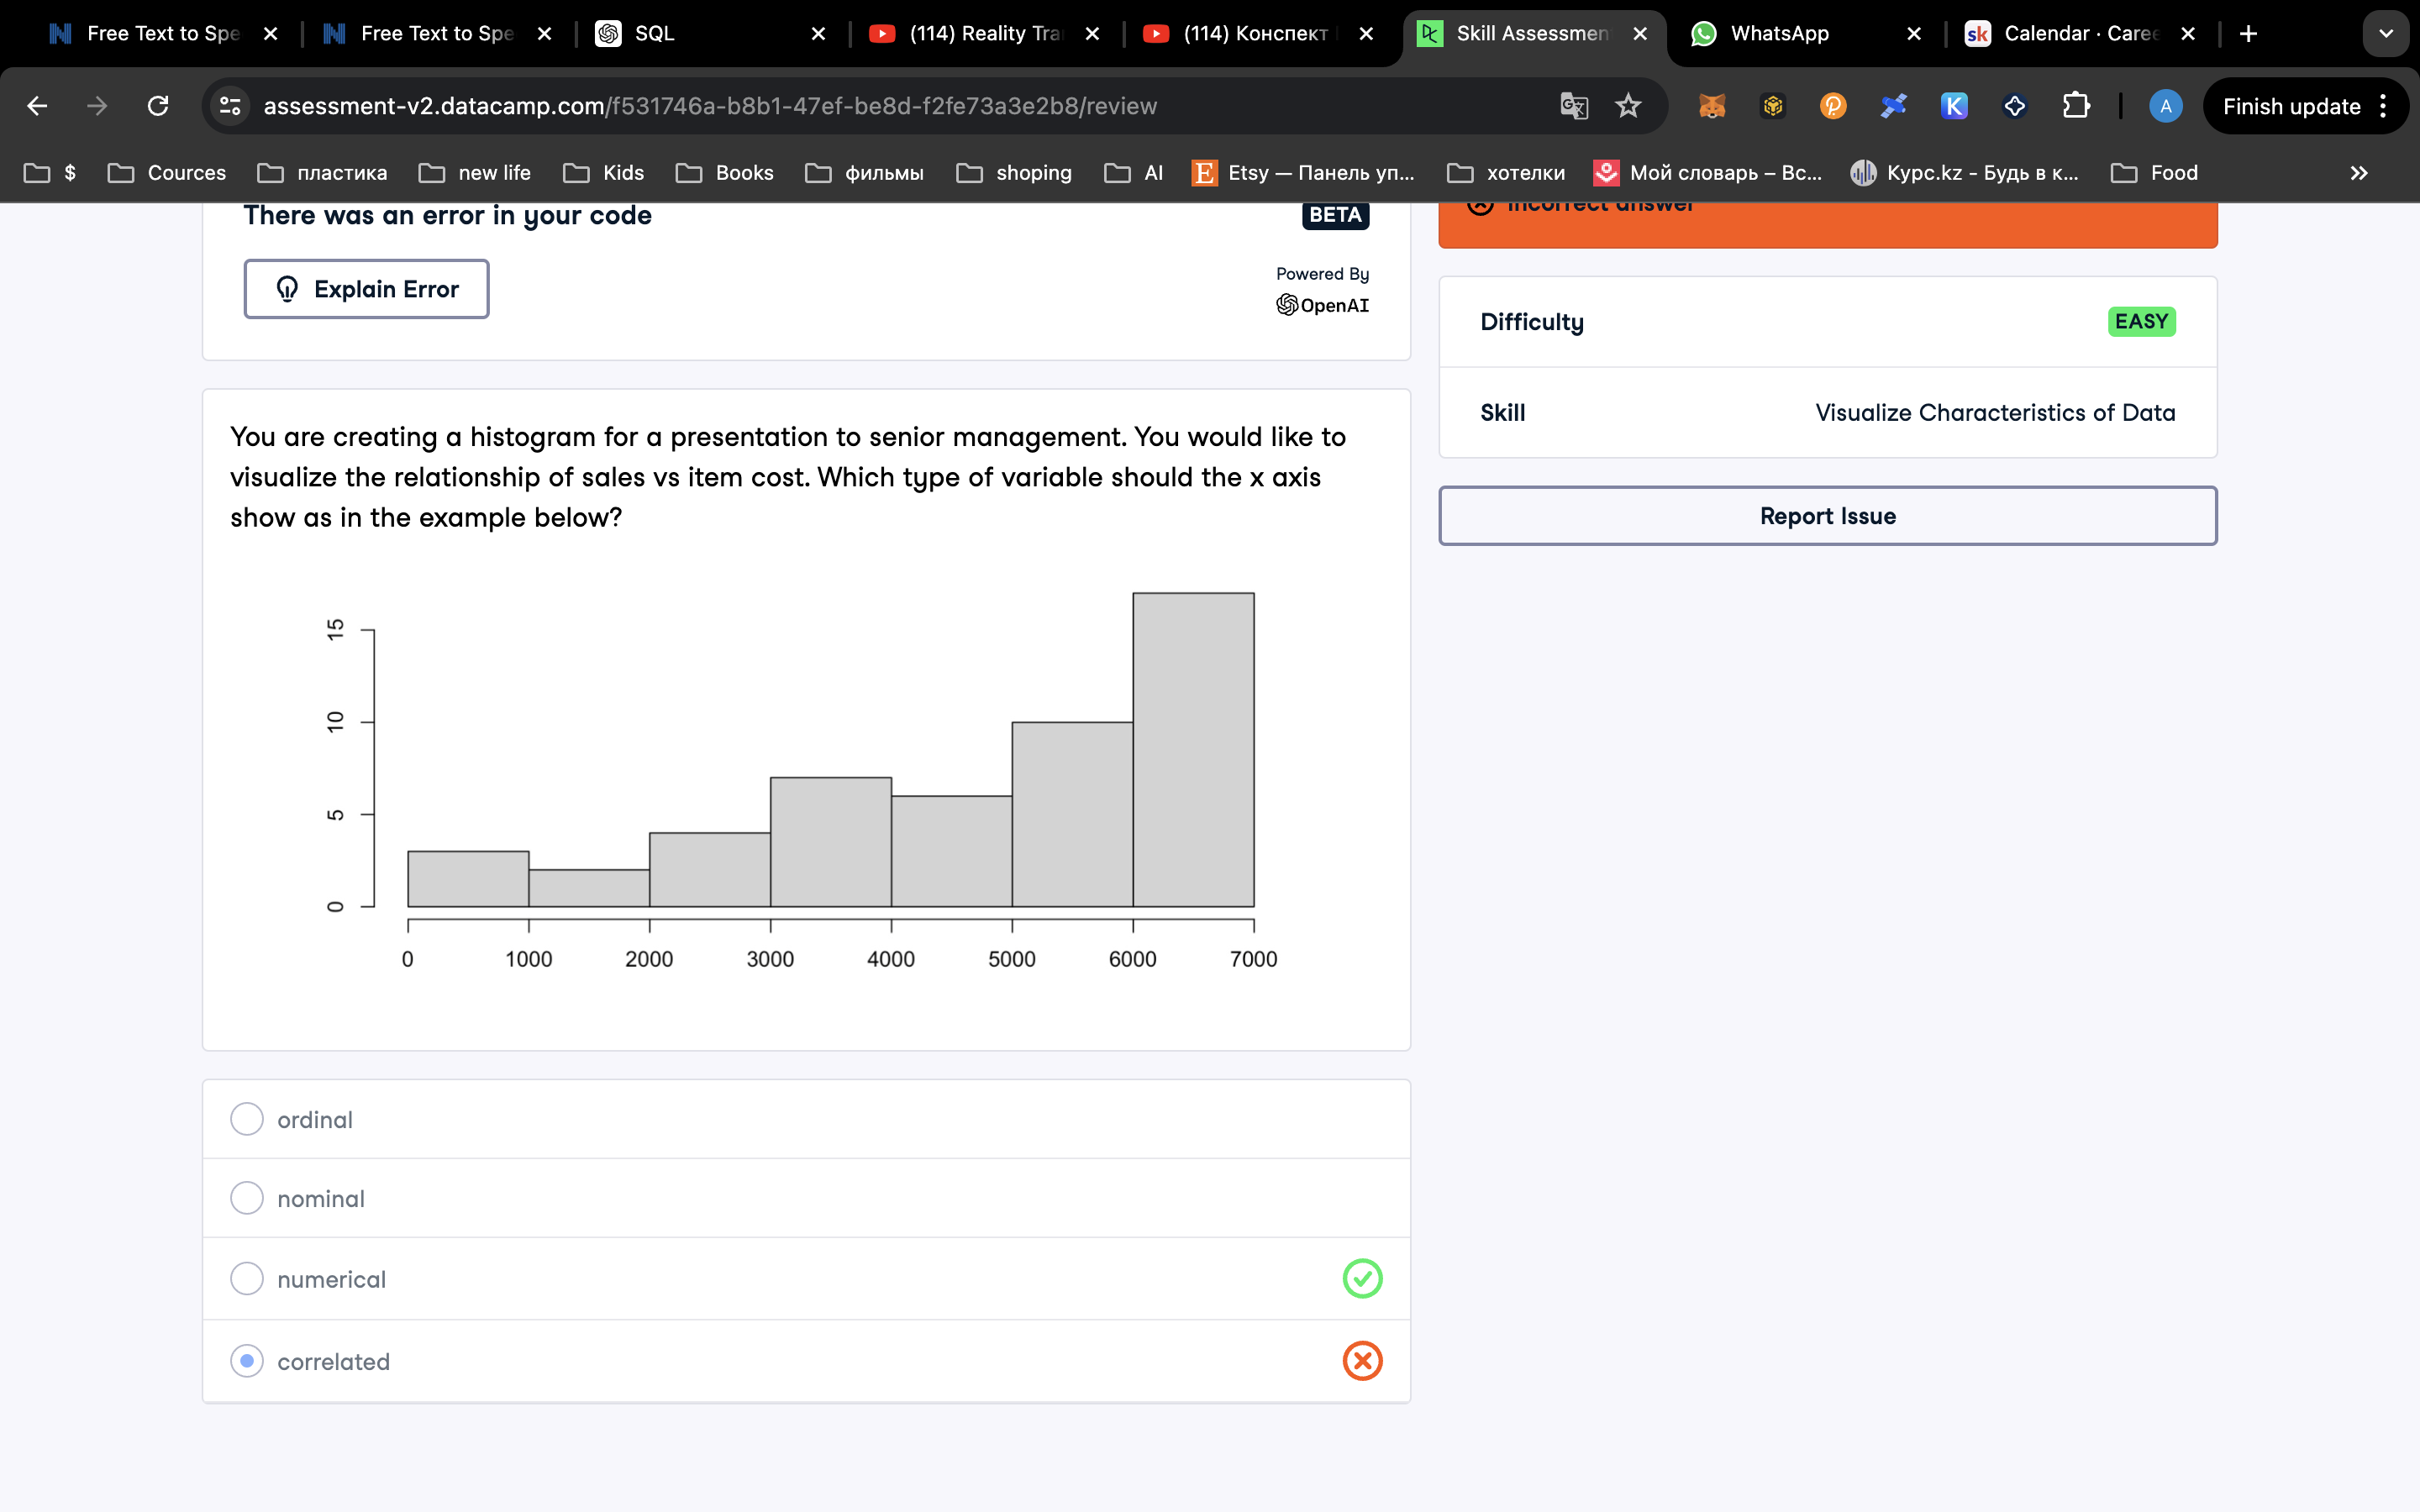 Free Text to Spe
Free Text to Spe
SQL
(114) Reality Tra
(114) Конспект
Skill Assessmen
WhatsApp
sk Calendar · Caree
assessment-v2.datacamp.com/f531746a-b8b1-47ef-be8d-f2fe73a3e2b8/review
K
A
Finish update
$
Cources
пластика
new life
Kids
Books
фильмы
shoping
AI
E Etsy — Панель уп...
хотелки
Мой словарь – Вс...
Курс.kz - Будь в к...
Food
There was an error in your code
BETA
Explain Error
Powered By
OpenAI
Incorrect answer
Difficulty
EASY
Skill
Visualize Characteristics of Data
Report Issue
You are creating a histogram for a presentation to senior management. You would like to
visualize the relationship of sales vs item cost. Which type of variable should the x axis
show as in the example below?
15
10
5
0
0 1000 2000 3000 4000 5000 6000 7000
ordinal
nominal
numerical
correlated